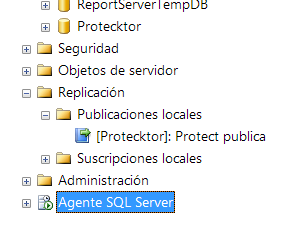 ReportServerTempDB
Protecktor
Seguridad
Objetos de servidor
Replicación
Publicaciones locales
[Protecktor]: Protect publica
Suscripciones locales
Administración
Agente SQL Server